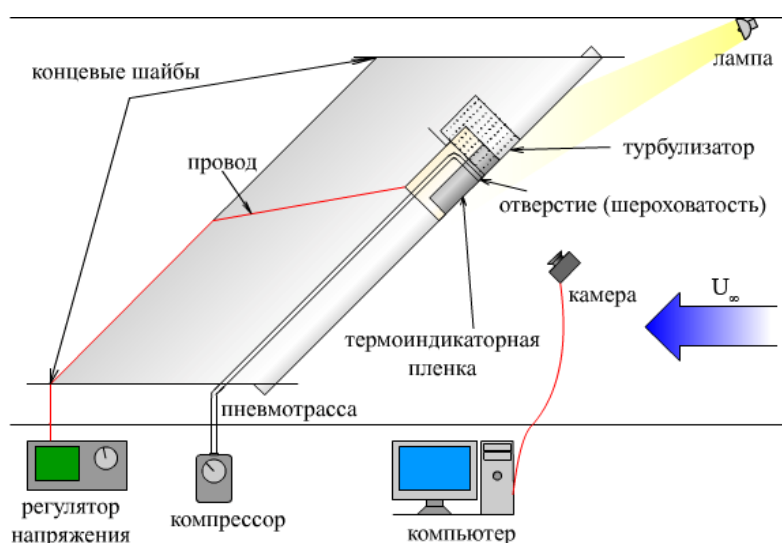 концевые шайбы
лампа
турбулизатор
провод
отверстие (шероховатость)
камера
U∞
термоиндикаторная
пленка
пневмотрасса
регулятор
напряжения
компрессор
компьютер